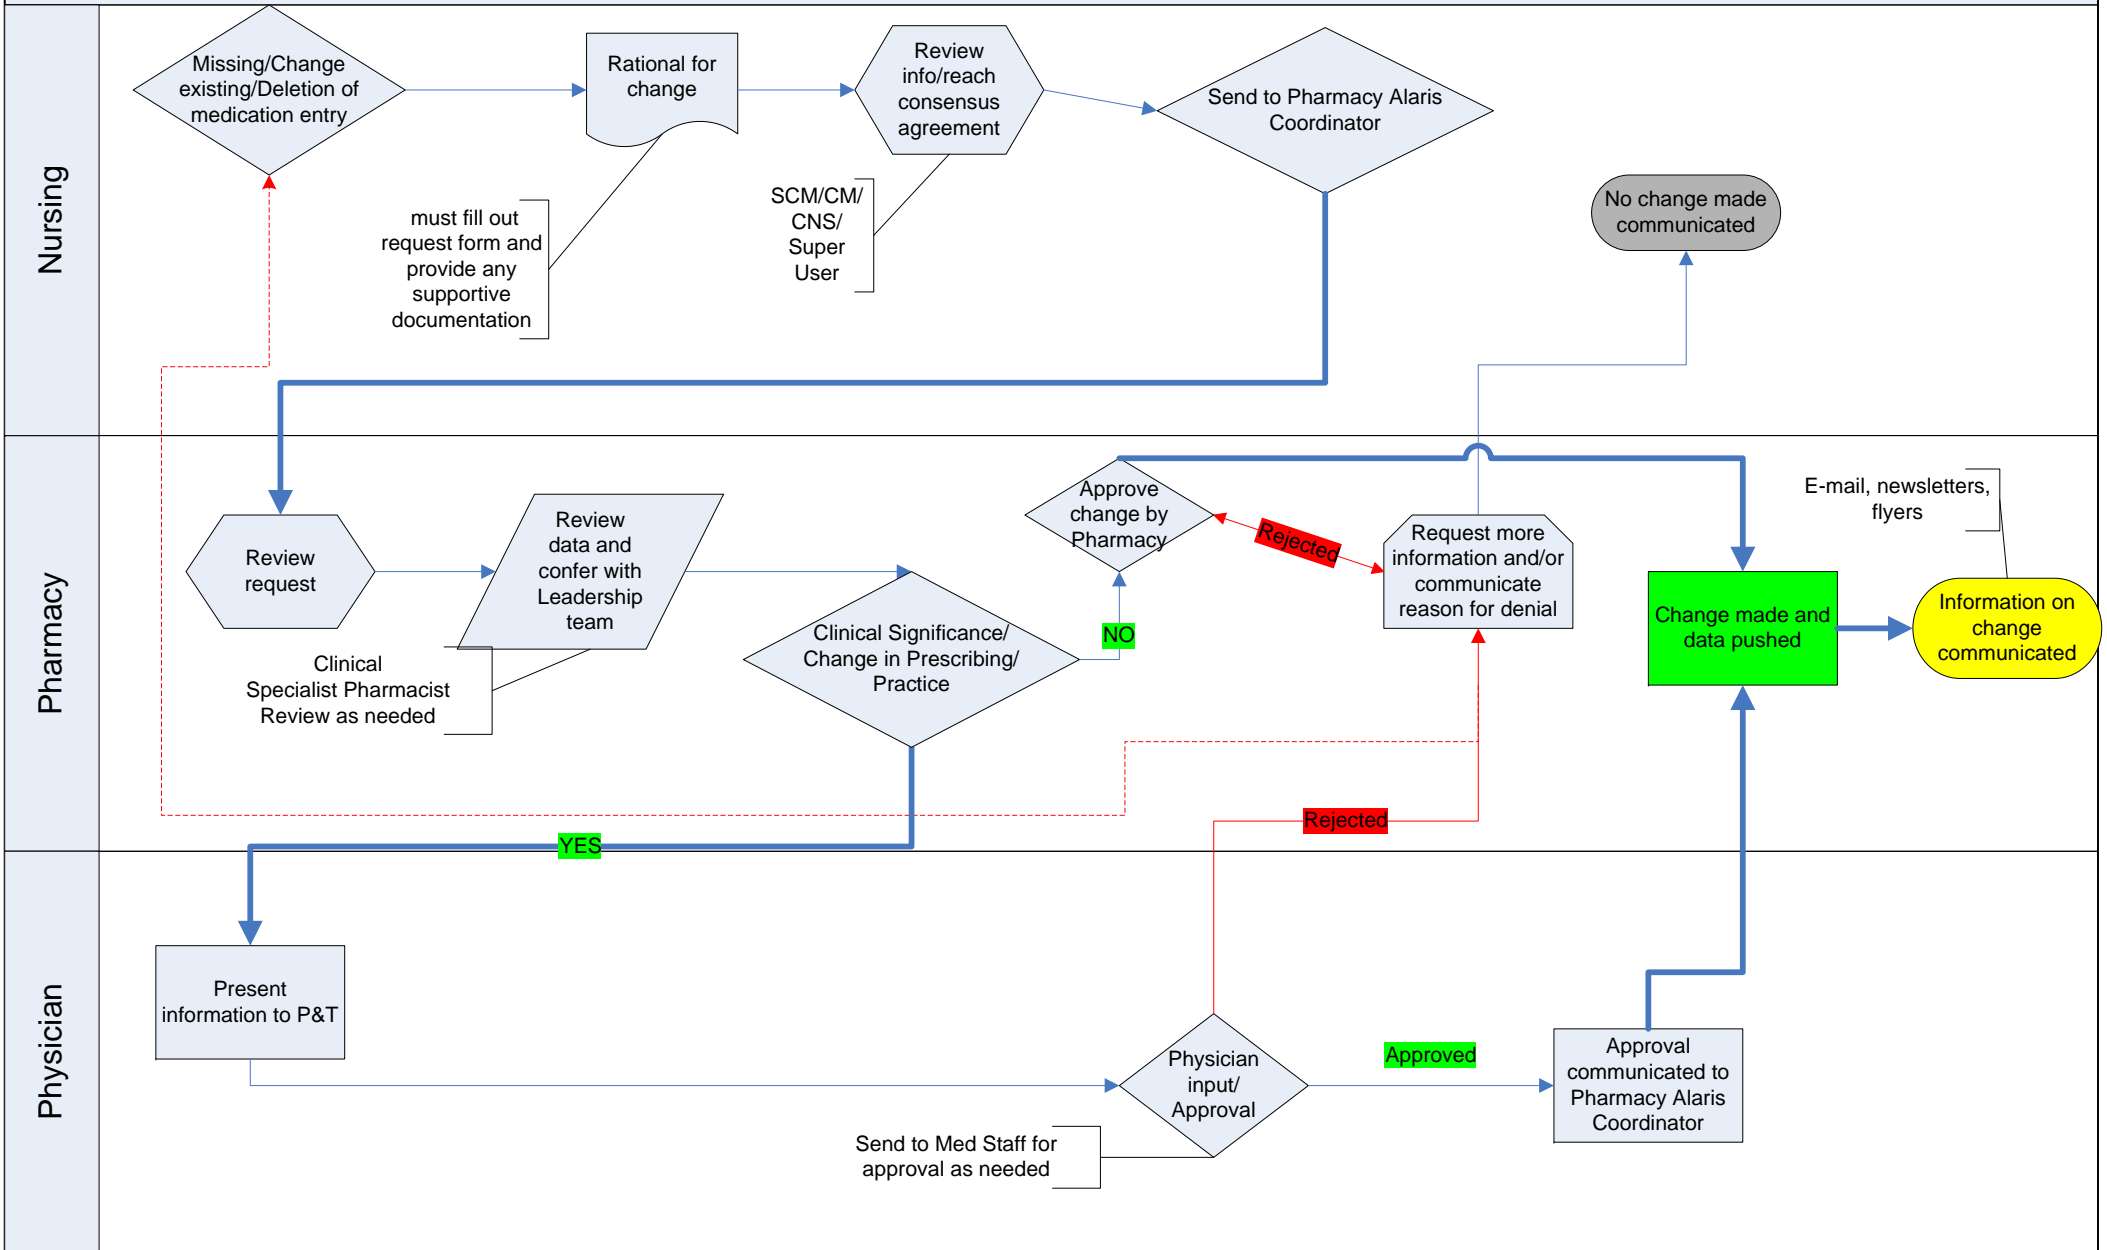 Nursing
Missing/Change
existing/Deletion of
medication entry
Rational for
change
Review
info/reach
consensus
agreement
Send to Pharmacy Alaris
Coordinator
must fill out
request form and
provide any
supportive
documentation
SCM/CM/
CNS/
Super
User
No change made
communicated
Pharmacy
Review
request
Review
data and
confer with
Leadership
team
Clinical
Specialist Pharmacist
Review as needed
Clinical Significance/
Change in Prescribing/
Practice
NO
Approve
change by
Pharmacy
Rejected
Request more
information and/or
communicate
reason for denial
E-mail, newsletters,
flyers
Change made and
data pushed
Information on
change
communicated
Rejected
YES
Physician
Present
information to P&T
Physician
input/
Approval
Send to Med Staff for
approval as needed
Approved
Approval
communicated to
Pharmacy Alaris
Coordinator